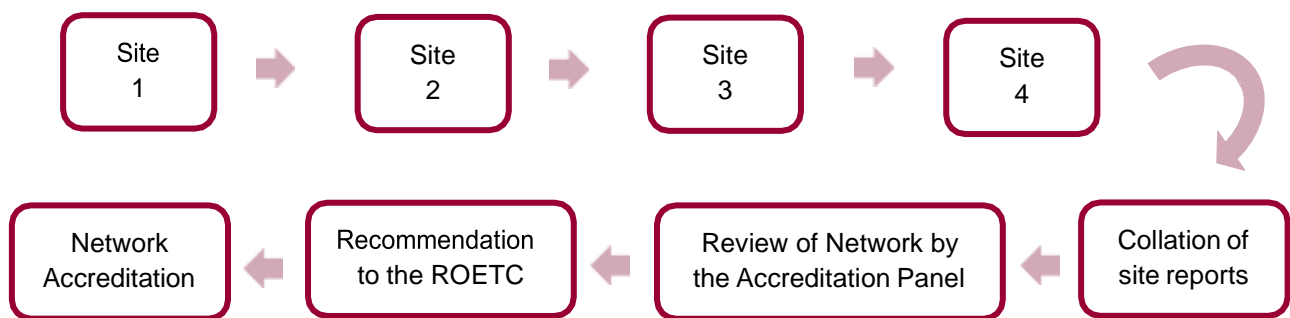 Site
1
Site
2
Site
3
Site
4
Network
Accreditation
Recommendation
to the ROETC
Review of Network by
the Accreditation Panel
Collation of
site reports